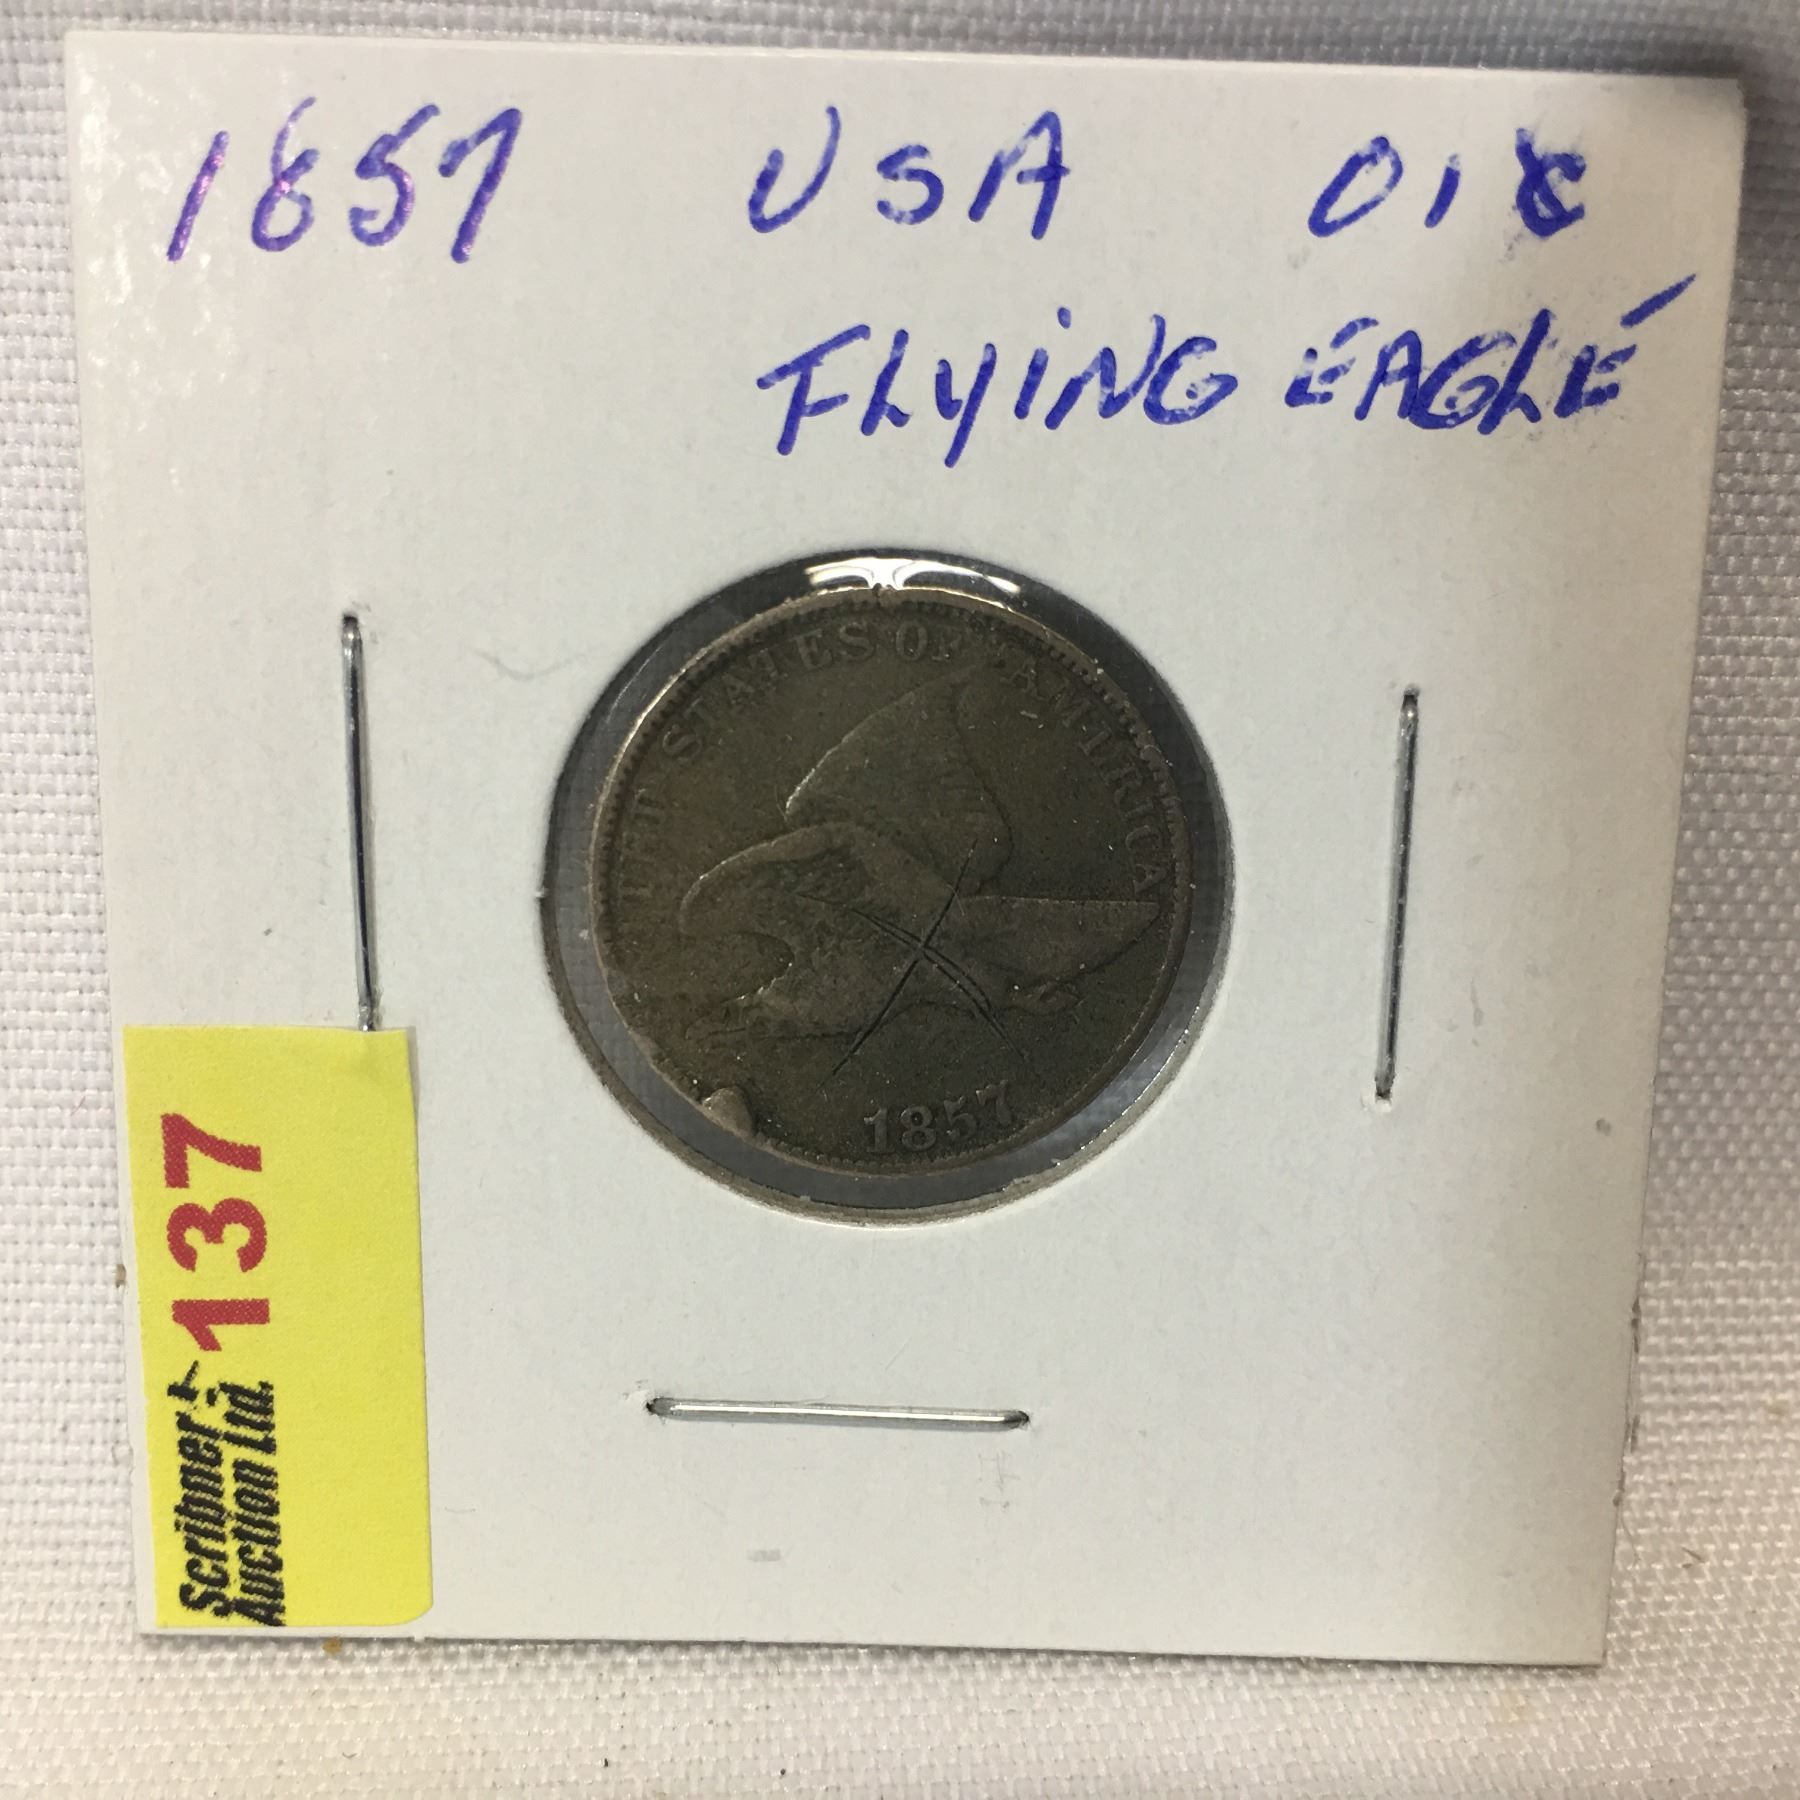 1857 USA 01¢
FLYING EAGLE
STATES OF AMERICA
1857
137
Scribner
Auction Ltd.